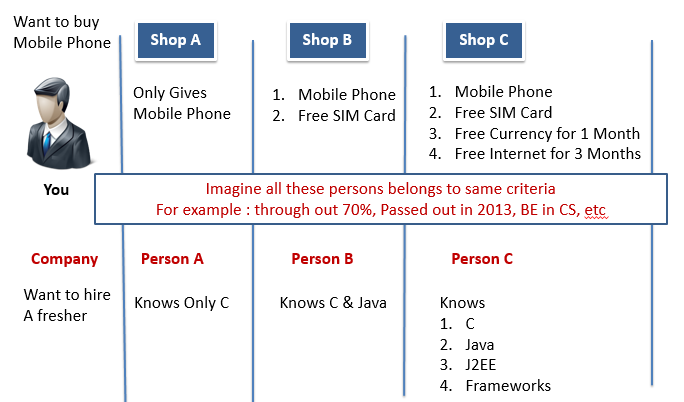 Want to buy
Mobile Phone
Shop A
Shop B
Shop C
Only Gives
Mobile Phone
1. Mobile Phone
2. Free SIM Card
1. Mobile Phone
2. Free SIM Card
3. Free Currency for 1 Month
4. Free Internet for 3 Months
You
Imagine all these persons belongs to same criteria
For example : through out 70%, Passed out in 2013, BE in CS, etc
Company
Person A
Person B
Person C
Want to hire
A fresher
Knows Only C
Knows C & Java
Knows
1. C
2. Java
3. J2EE
4. Frameworks